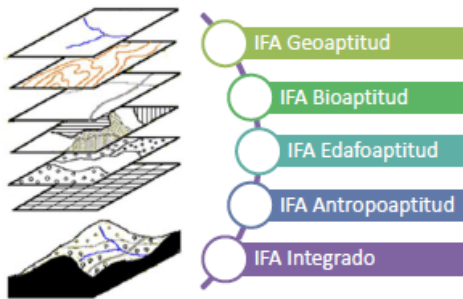 IFA Geoaptitud
IFA Bioaptitud
IFA Edafoaptitud
IFA Antropoaptitud
IFA Integrado